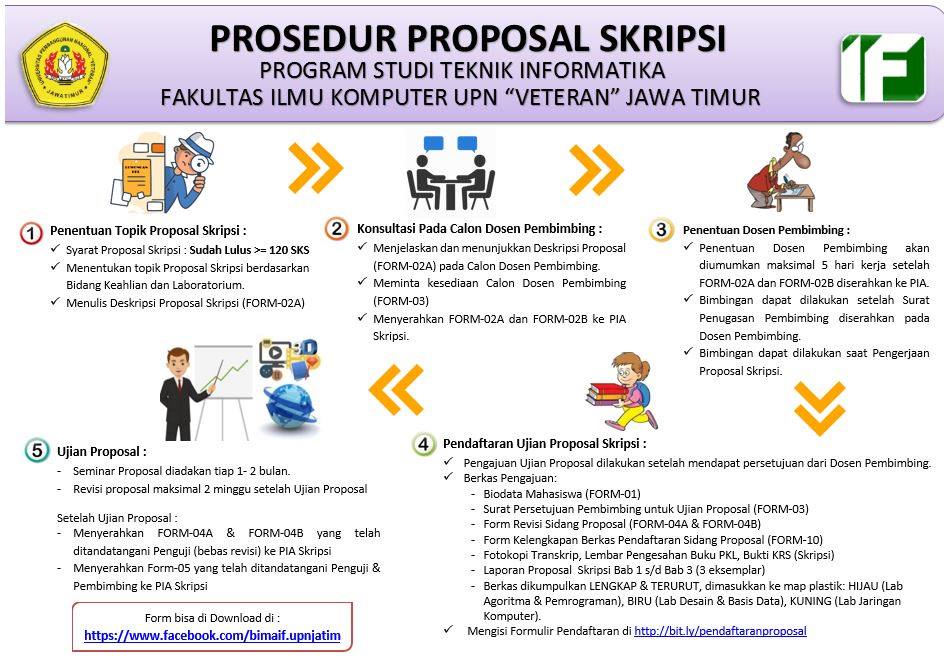 PROSEDUR PROPOSAL SKRIPSI
PROGRAM STUDI TEKNIK INFORMATIKA
FAKULTAS ILMU KOMPUTER UPN “VETERAN” JAWA TIMUR
UNIVERSITAS PEMBANGUNAN NASIONAL "VETERAN"
JAWA TIMUR
1F
1 Penentuan Topik Proposal Skripsi :
✓ Syarat Proposal Skripsi : Sudah Lulus >= 120 SKS
✓ Menentukan topik Proposal Skripsi berdasarkan
Bidang Keahlian dan Laboratorium.
✓ Menulis Deskripsi Proposal Skripsi (FORM-02A)
2 Konsultasi Pada Calon Dosen Pembimbing :
✓ Menjelaskan dan menunjukkan Deskripsi Proposal
(FORM-02A) pada Calon Dosen Pembimbing.
✓ Meminta kesediaan Calon Dosen Pembimbing
(FORM-03)
✓ Menyerahkan FORM-02A dan FORM-02B ke PIA
Skripsi.
3 Penentuan Dosen Pembimbing :
✓ Penentuan Dosen Pembimbing akan
diumumkan maksimal 5 hari kerja setelah
FORM-02A dan FORM-02B diserahkan ke PIA.
✓ Bimbingan dapat dilakukan setelah Surat
Penugasan Pembimbing diserahkan pada
Dosen Pembimbing.
✓ Bimbingan dapat dilakukan saat Pengerjaan
Proposal Skripsi.
4 Pendaftaran Ujian Proposal Skripsi :
✓ Pengajuan Ujian Proposal dilakukan setelah mendapat persetujuan dari Dosen Pembimbing.
✓ Berkas Pengajuan:
- Biodata Mahasiswa (FORM-01)
- Surat Persetujuan Pembimbing untuk Ujian Proposal (FORM-03)
- Form Revisi Sidang Proposal (FORM-04A & FORM-04B)
- Form Kelengkapan Berkas Pendaftaran Sidang Proposal (FORM-10)
- Fotokopi Transkrip, Lembar Pengesahan Buku PKL, Bukti KRS (Skripsi)
- Laporan Proposal Skripsi Bab 1 s/d Bab 3 (3 eksemplar)
- Berkas dikumpulkan LENGKAP & TERURUT, dimasukkan ke map plastik: HIJAU (Lab
Agoritma & Pemrograman), BIRU (Lab Desain & Basis Data), KUNING (Lab Jaringan
Komputer).
✓ Mengisi Formulir Pendaftaran di http://bit.ly/pendaftaranproposal
5 Ujian Proposal :
- Seminar Proposal diadakan tiap 1- 2 bulan.
- Revisi proposal maksimal 2 minggu setelah Ujian Proposal
Setelah Ujian Proposal :
- Menyerahkan FORM-04A & FORM-04B yang telah
ditandatangani Penguji (bebas revisi) ke PIA Skripsi
- Menyerahkan Form-05 yang telah ditandatangani Penguji &
Pembimbing ke PIA Skripsi
Form bisa di Download di :
https://www.facebook.com/bimaif.upnjatim